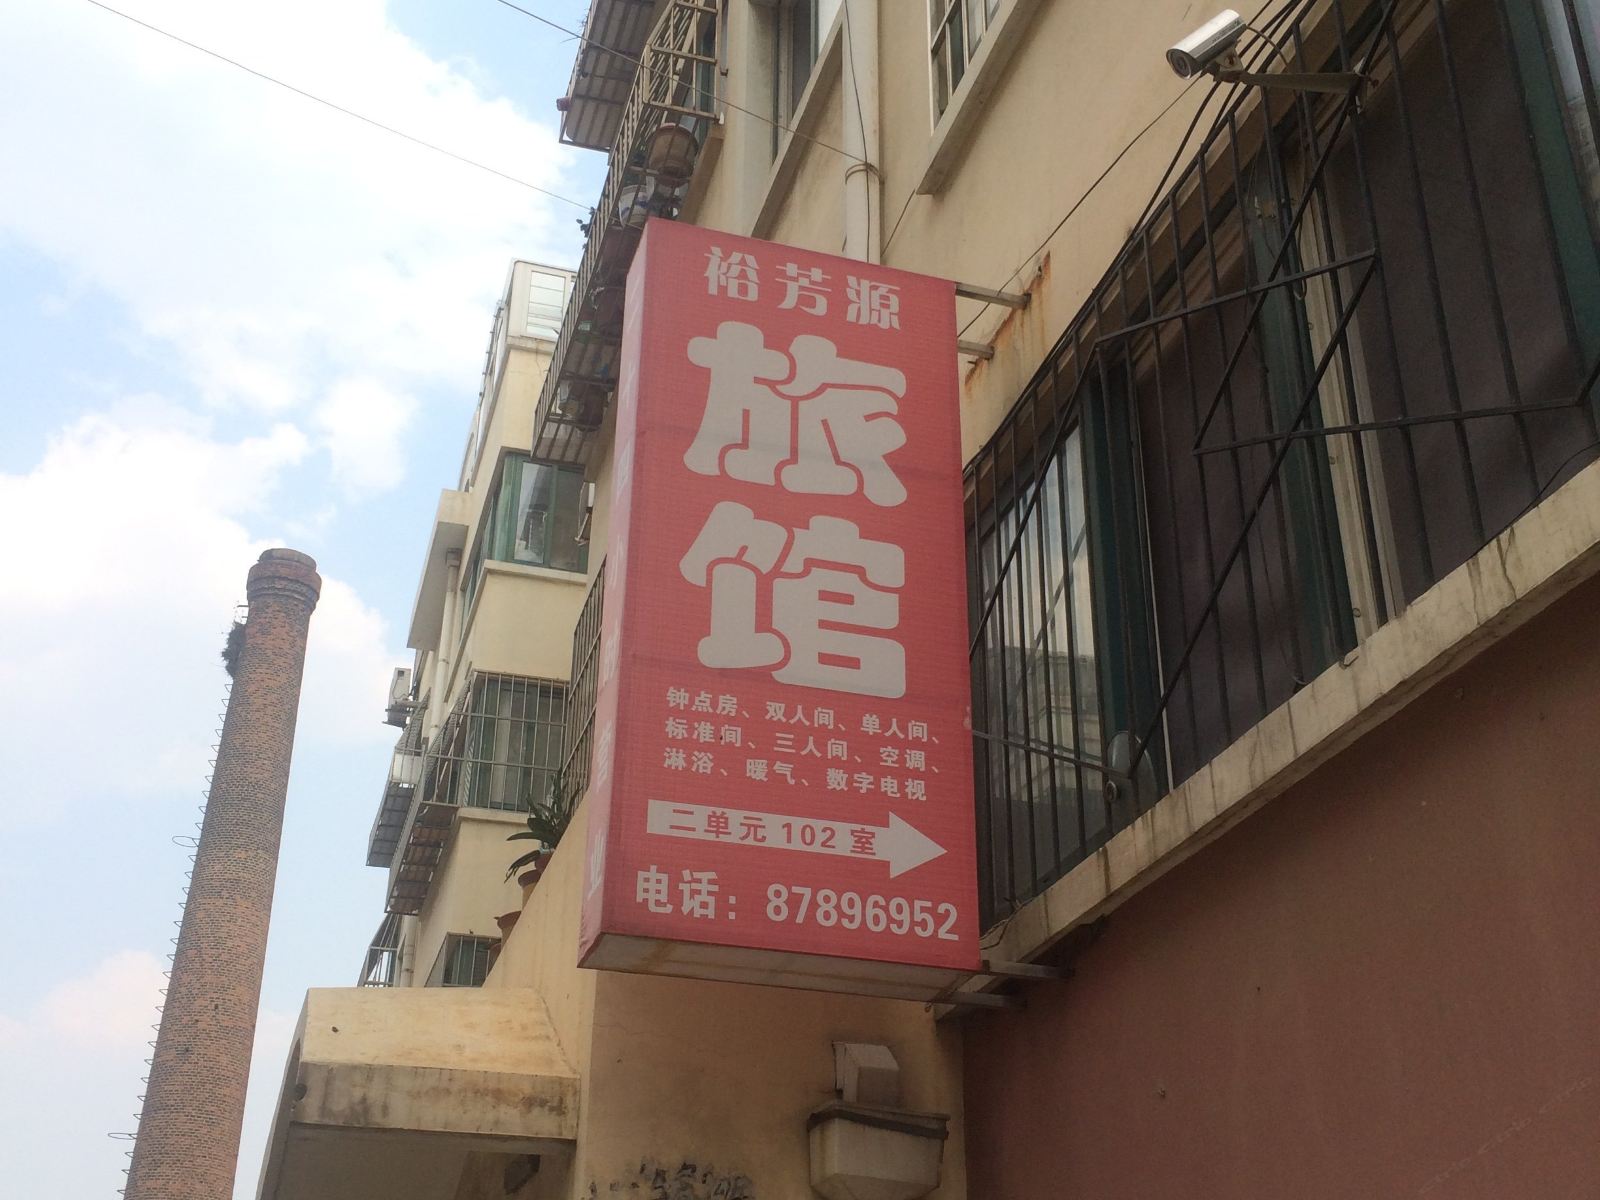 裕芳源
旅
馆
钟点房、双人间、单人间、
标准间、三人间、空调、
淋浴、暖气、数字电视
二单元 102 室
电话：87896952
业